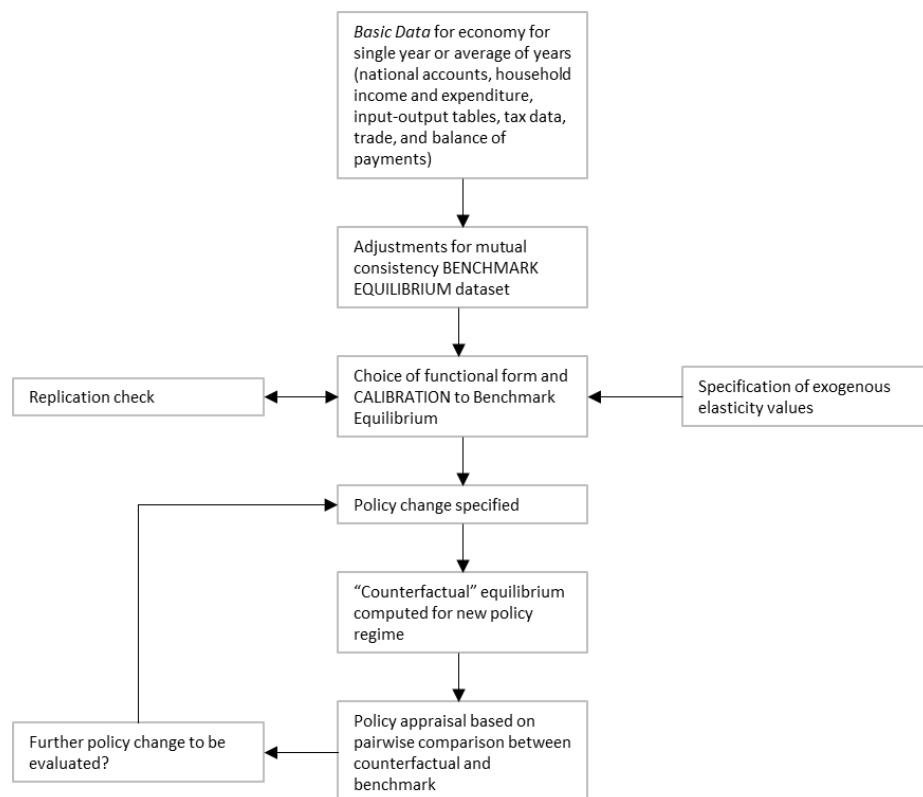 Basic Data for economy for
single year or average of years
(national accounts, household
income and expenditure,
input-output tables, tax data,
trade, and balance of
payments)
Adjustments for mutual
consistency BENCHMARK
EQUILIBRIUM dataset
Replication check
Choice of functional form and
CALIBRATION to Benchmark
Equilibrium
Specification of exogenous
elasticity values
Policy change specified
“Counterfactual” equilibrium
computed for new policy
regime
Further policy change to be
evaluated?
Policy appraisal based on
pairwise comparison between
counterfactual and
benchmark